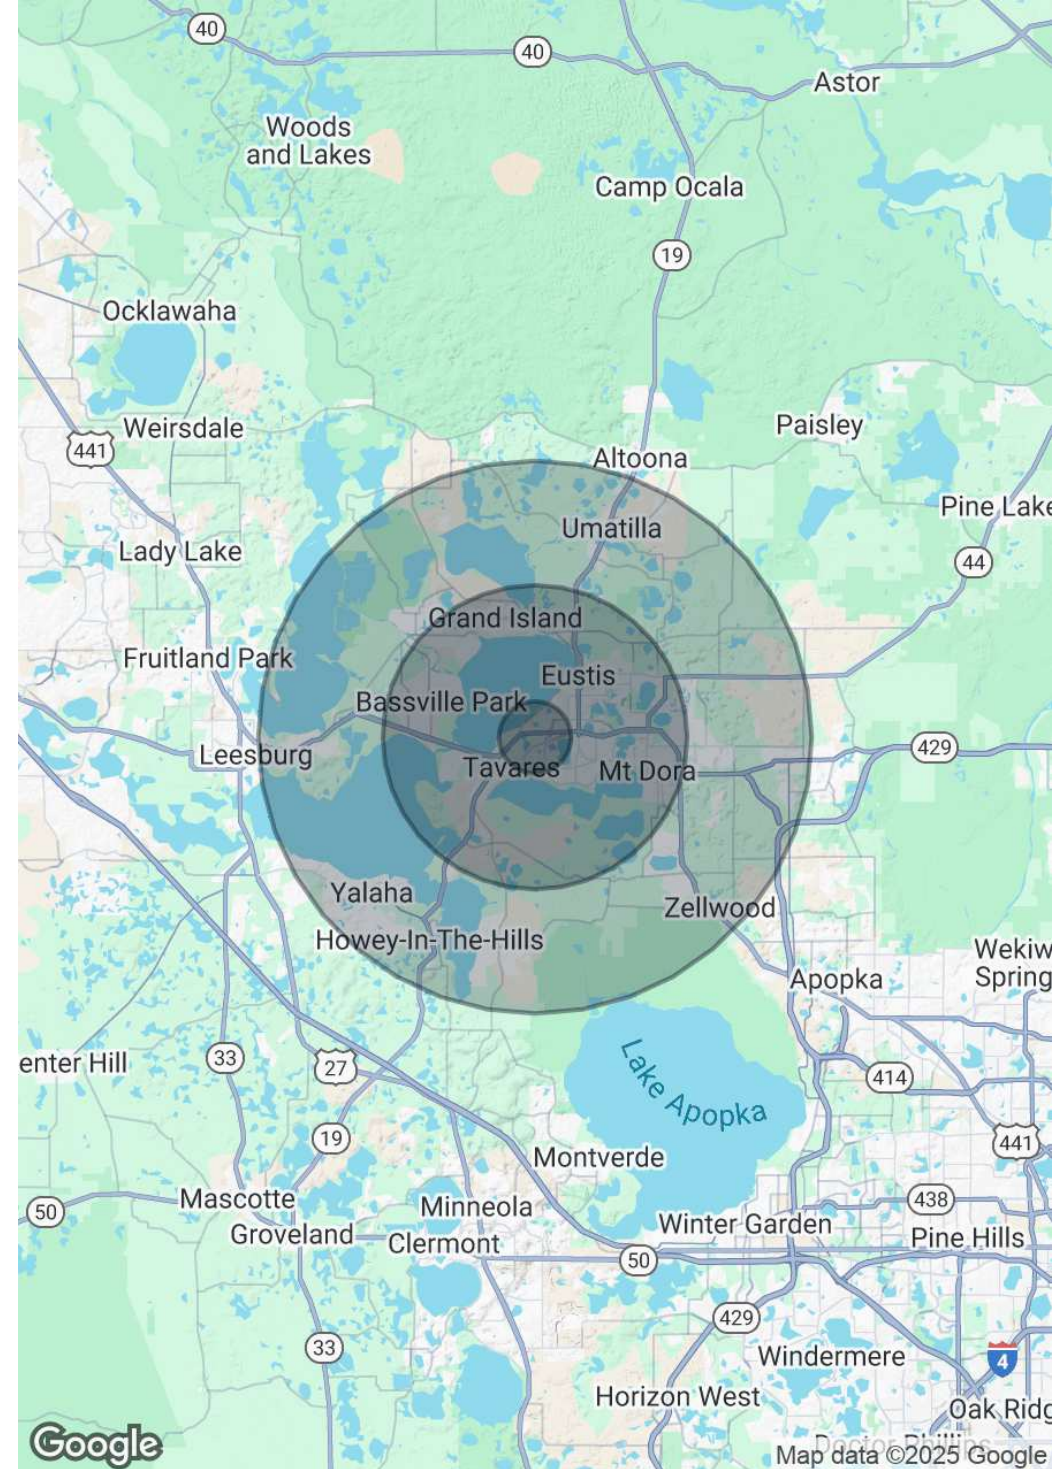 40
40
Astor
Woods
and Lakes
Camp Ocala
19
Ocklawaha
Weirsdale
Paisley
441
Altoona
Pine Lake
Umatilla
Lady Lake
44
Grand Island
Fruitland Park
Eustis
Bassville Park
Leesburg
429
Tavares
Mt Dora
Yalaha
Zellwood
Howey-In-The-Hills
Wekiw
Spring
Apopka
enter Hill
33
27
Lake Apopka
414
19
441
Montverde
Mascotte
438
50
Minneola
Groveland
Winter Garden
Clermont
Pine Hills
50
429
33
Windermere
4
Horizon West
Oak Ridg
Doctor Phillips
Google
Map data ©2025 Google